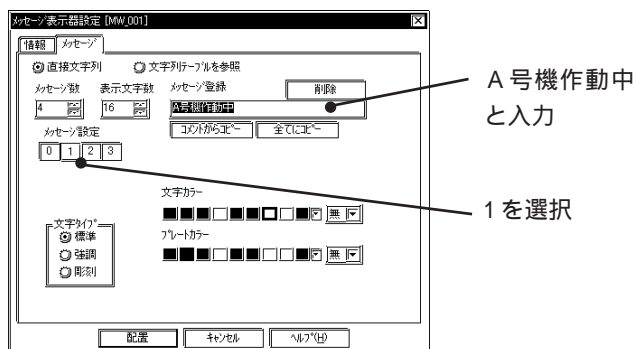 メッセージ表示器設定 [MW_001]
情報 メッセージ
直接文字列 文字列テーブルを参照
メッセージ数 表示文字数 メッセージ登録 削除
4 16 A号機作動中
コメントからコピー 全てにコピー
メッセージ設定
0 1 2 3
文字カラー
無
文字タイプ
標準
強調
彫刻
プレートカラー
無
配置 キャンセル ヘルプ(H)
A号機作動中
と入力
1を選択